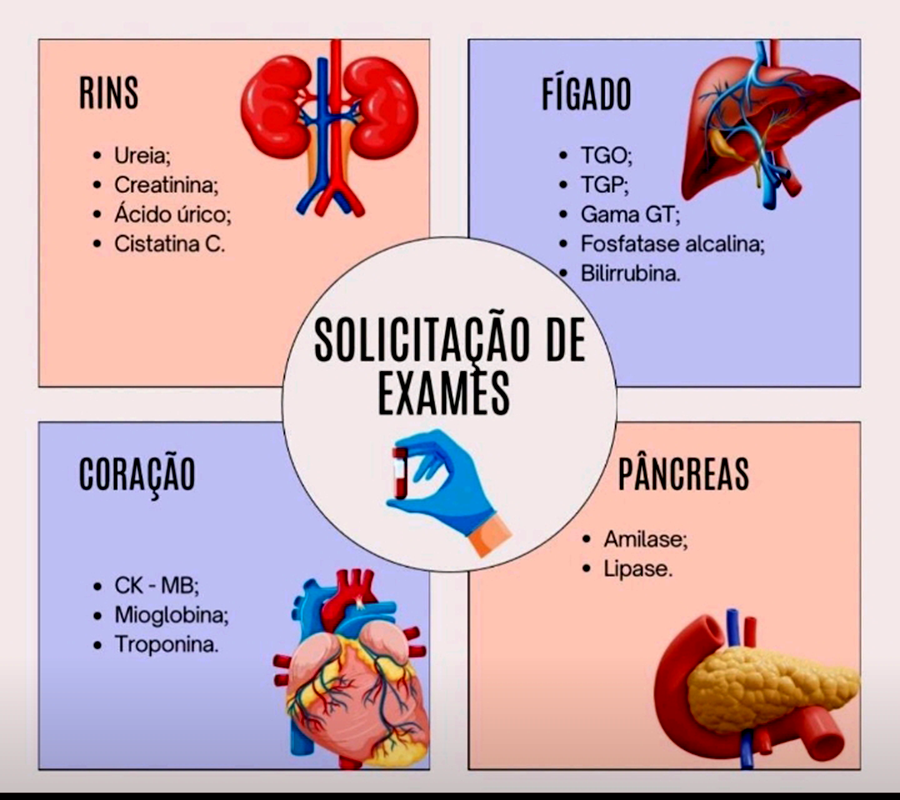 RINS
• Ureia;
• Creatinina;
• Ácido úrico;
• Cistatina C.
FÍGADO
• TGO;
• TGP;
• Gama GT;
• Fosfatase alcalina;
• Bilirrubina.
SOLICITAÇÃO DE
EXAMES
CORAÇÃO
• CK - MB;
• Mioglobina;
• Troponina.
PÂNCREAS
• Amilase;
• Lipase.